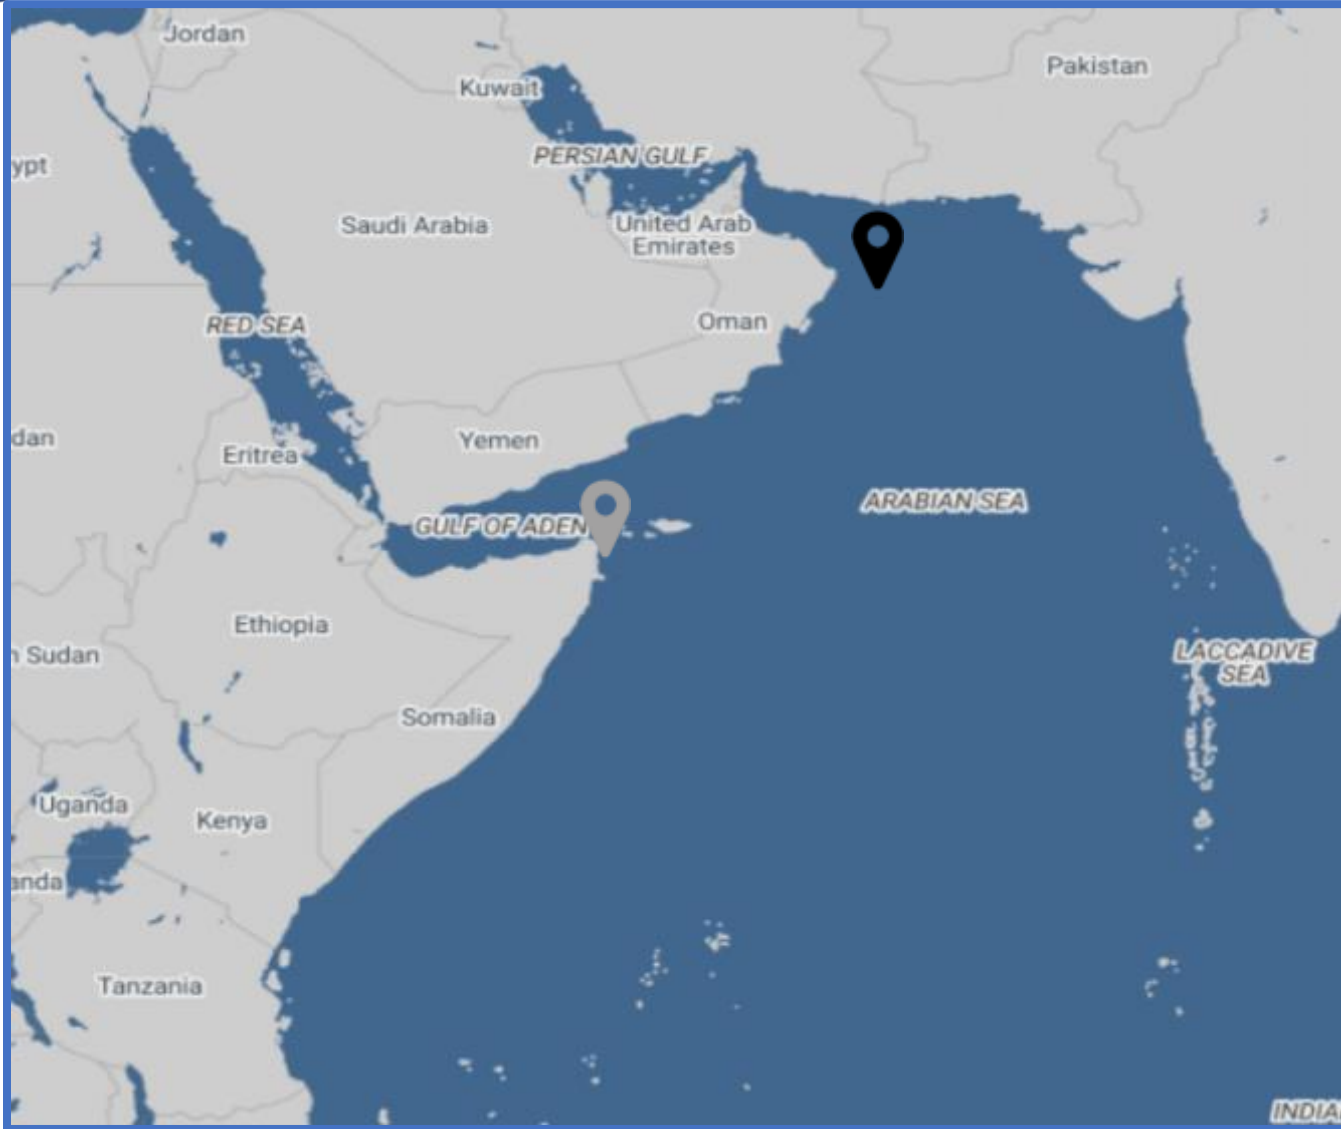 Jordan
Pakistan
Kuwait
PERSIAN GULF
ypt
Saudi Arabia
United Arab
Emirates
RED SEA
Oman
dan
Yemen
Eritrea
ARABIAN SEA
GULF OF ADEN
Ethiopia
n Sudan
LACCADIVE
SEA
Somalia
Uganda
Kenya
anda
Tanzania
INDIA